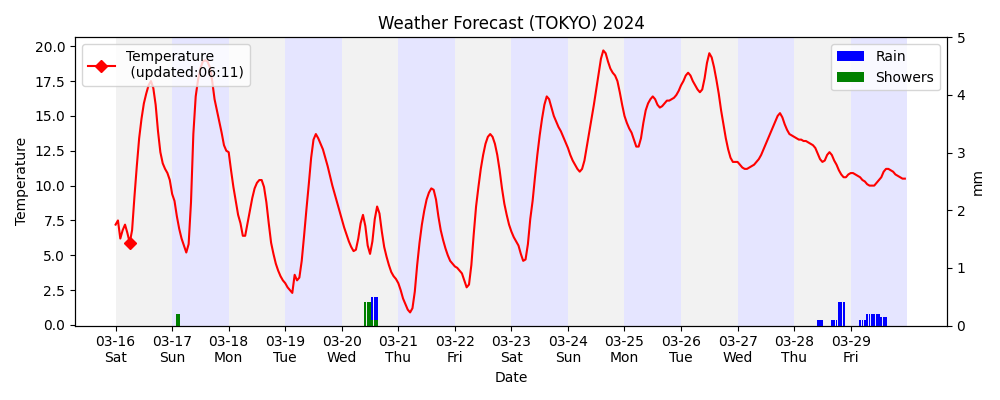 Weather Forecast (TOKYO) 2024
Temperature
(updated:06:11)
Rain
Showers
20.0
17.5
15.0
12.5
10.0
7.5
5.0
2.5
0.0
Temperature
5
4
3
2
1
0
mm
03-16 03-17 03-18 03-19 03-20 03-21 03-22 03-23 03-24 03-25 03-26 03-27 03-28 03-29
Sat Sun Mon Tue Wed Thu Fri Sat Sun Mon Tue Wed Thu Fri
Date